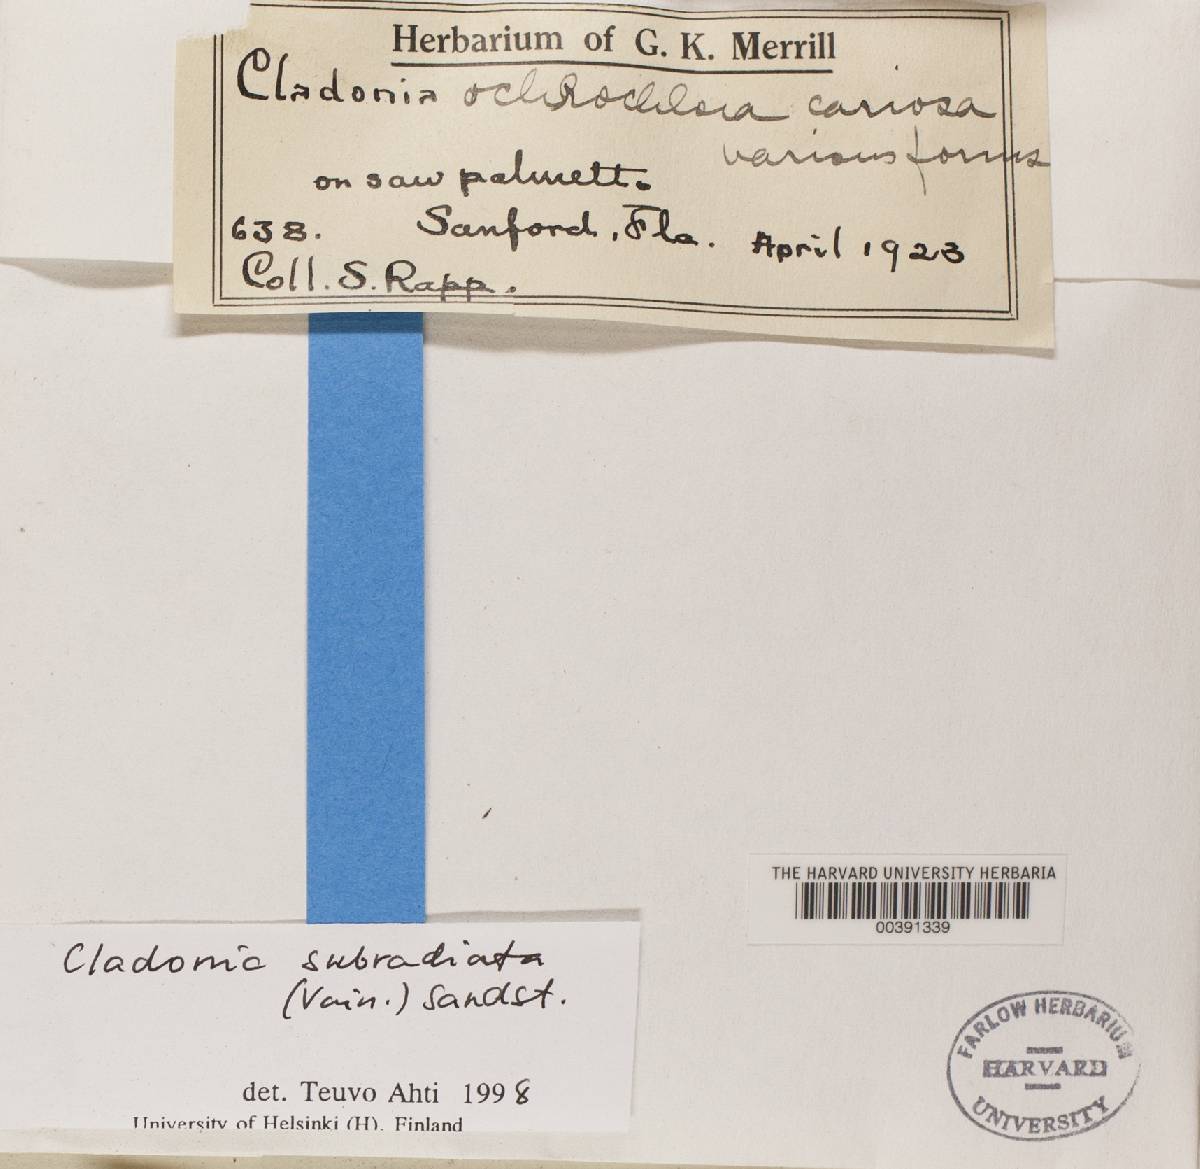 Herbarium of G. K. Merrill
Cladonia ochrochlora cariosa
various forms
on saw palmetto
638. Sanford, Fla. April 1923
Coll. S. Rapp.
THE HARVARD UNIVERSITY HERBARIA
00391339
Cladonia subradiata
(Vain.) Sandst.
det. Teuvo Ahti 1998
University of Helsinki (H). Finland
FARLOW HERBARIUM
HARVARD
UNIVERSITY